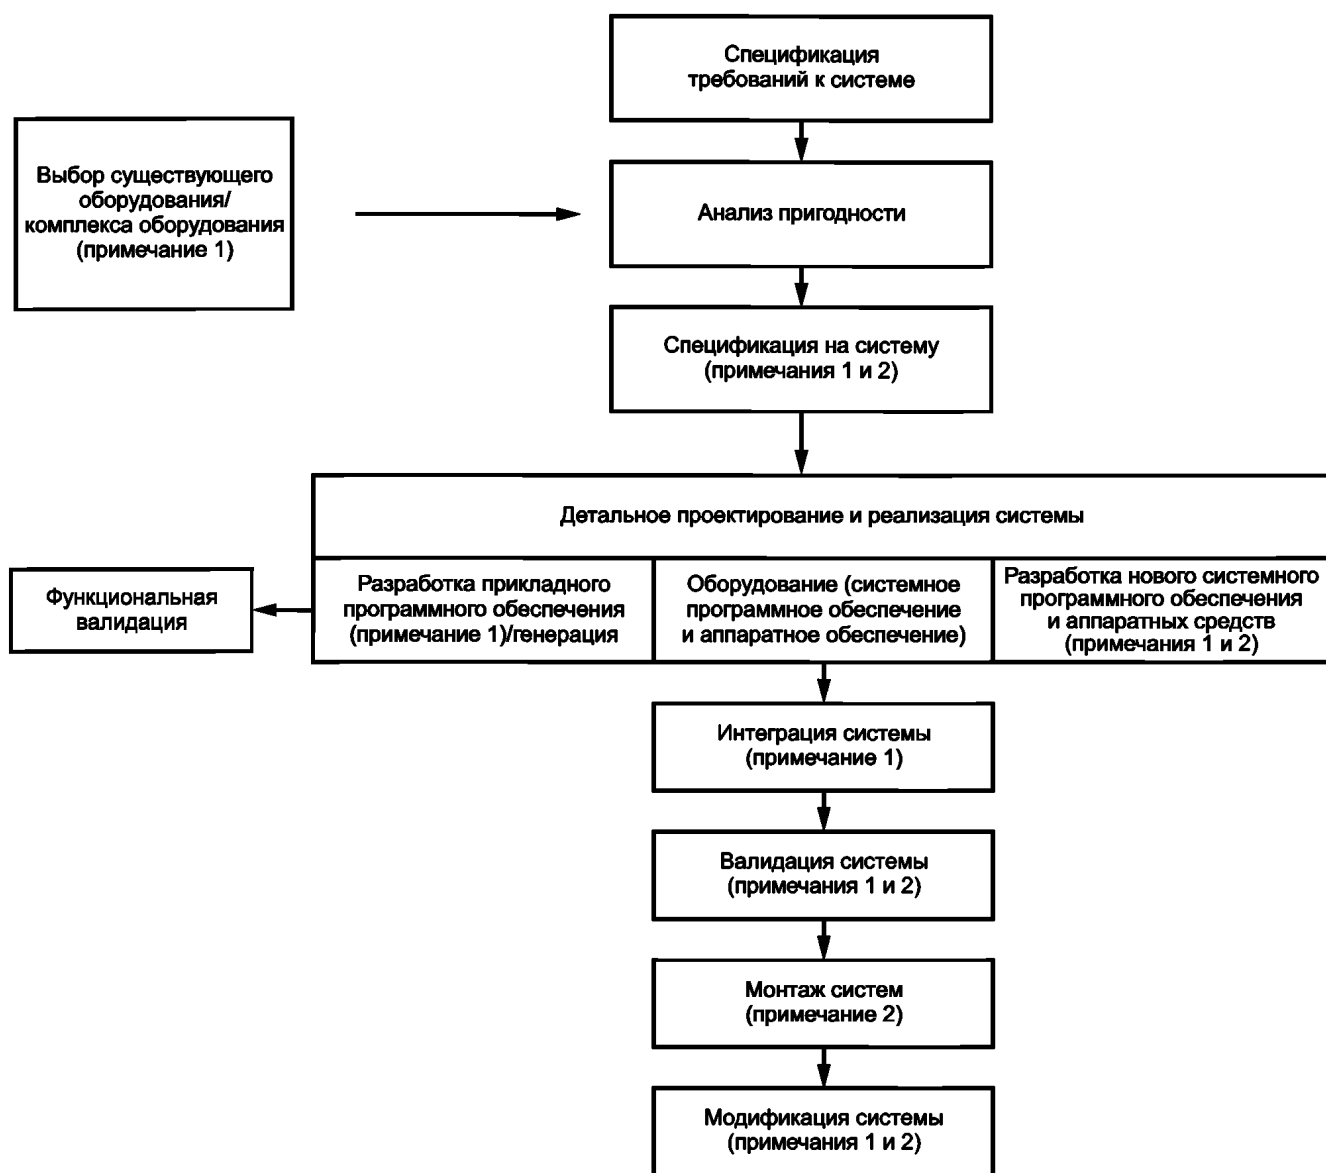 Спецификация
требований к системе
Выбор существующего
оборудования/
комплекса оборудования
(примечание 1)
Анализ пригодности
Спецификация на систему
(примечания 1 и 2)
Детальное проектирование и реализация системы
Функциональная
валидация
Разработка прикладного
программного обеспечения
(примечание 1)/генерация
Оборудование (системное
программное обеспечение
и аппаратное обеспечение)
Разработка нового системного
программного обеспечения
и аппаратных средств
(примечания 1 и 2)
Интеграция системы
(примечание 1)
Валидация системы
(примечания 1 и 2)
Монтаж систем
(примечание 2)
Модификация системы
(примечания 1 и 2)